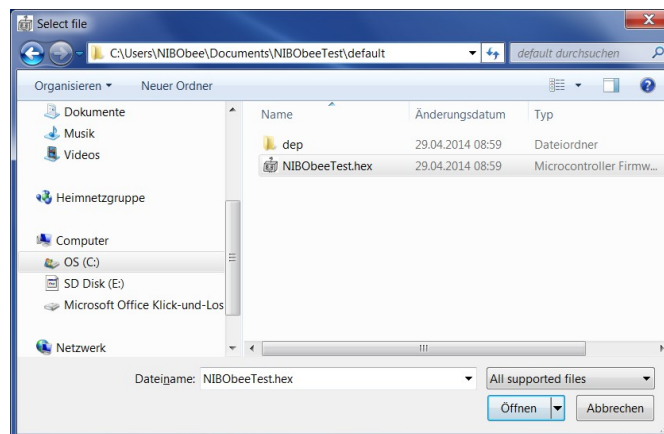 Select file
C:\Users\NIBObee\Documents\NIBObeeTest\default
default durchsuchen
Organisieren
Neuer Ordner
Dokumente
Musik
Videos
Heimnetzgruppe
Computer
OS (C:)
SD Disk (E:)
Microsoft Office Klick-und-Los
Netzwerk
Name Änderungsdatum Typ
dep 29.04.2014 08:59 Dateiordner
NIBObeeTest.hex 29.04.2014 08:59 Microcontroller Firmw...
Dateiname: NIBObeeTest.hex All supported files
Öffnen Abbrechen